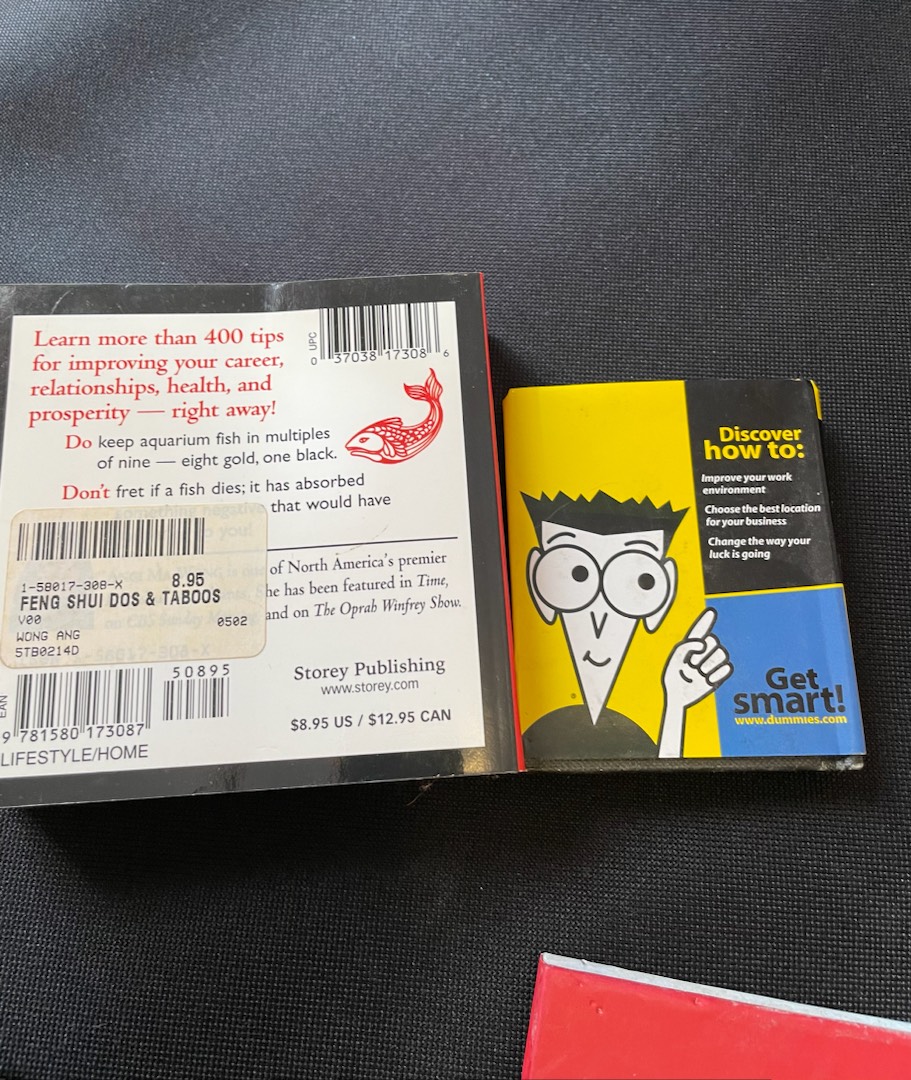 Learn more than 400 tips
for improving your career,
relationships, health, and
prosperity — right away!
UPC
0 37038 17308 6
Do keep aquarium fish in multiples
of nine — eight gold, one black.
Don't fret if a fish dies; it has absorbed
something negative that would have
to you!
1-58017-308-X 8.95
FENG SHUI DOS & TABOOS
V00 0502
WONG ANG
STB0214D
of North America's premier
he has been featured in Time,
and on The Oprah Winfrey Show.
EAN
50895
9 781580 173087
LIFESTYLE/HOME
Storey Publishing
www.storey.com
$8.95 US / $12.95 CAN
Discover
how to:
Improve your work
environment
Choose the best location
for your business
Change the way your
luck is going
Get
smart!
www.dummies.com